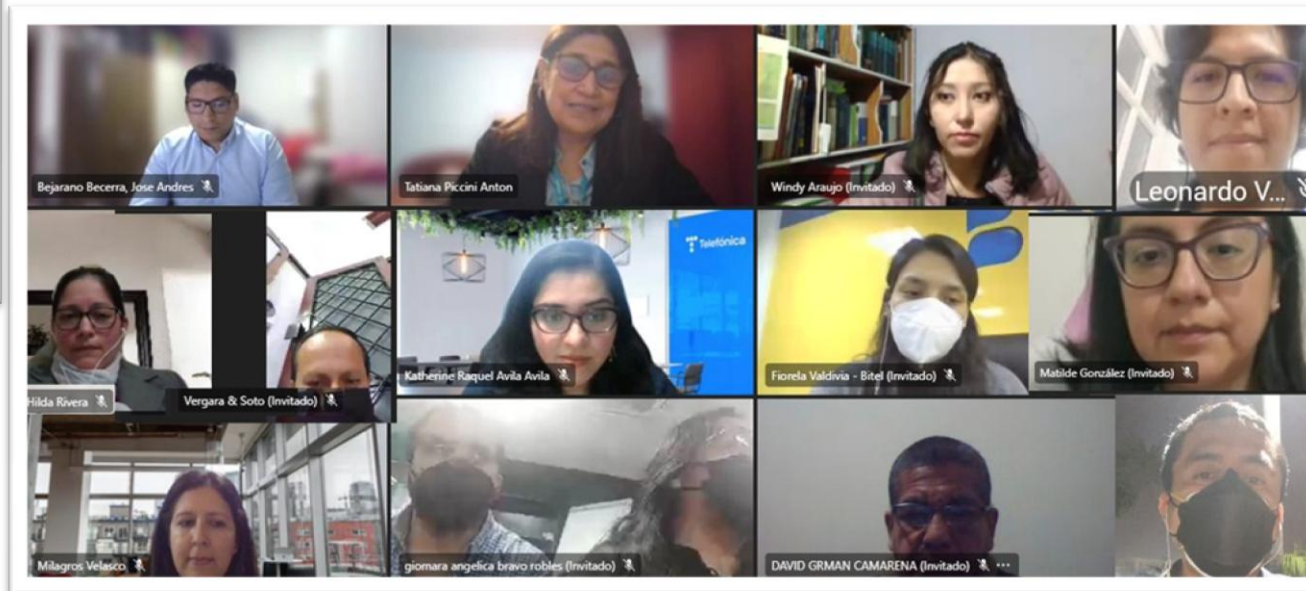 Bejarano Becerra, Jose Andres
Tatiana Piccini Anton
Windy Araujo (Invitado)
Leonardo V...
Hilda Rivera
Vergara & Soto (Invitado)
Telefónica
Katherine Raquel Avila Avila
Fiorela Valdivia - Bitel (Invitado)
Matilde González (Invitado)
Milagros Velasco
giomara angelica bravo robles (Invitado)
DAVID GRMAN CAMARENA (Invitado)